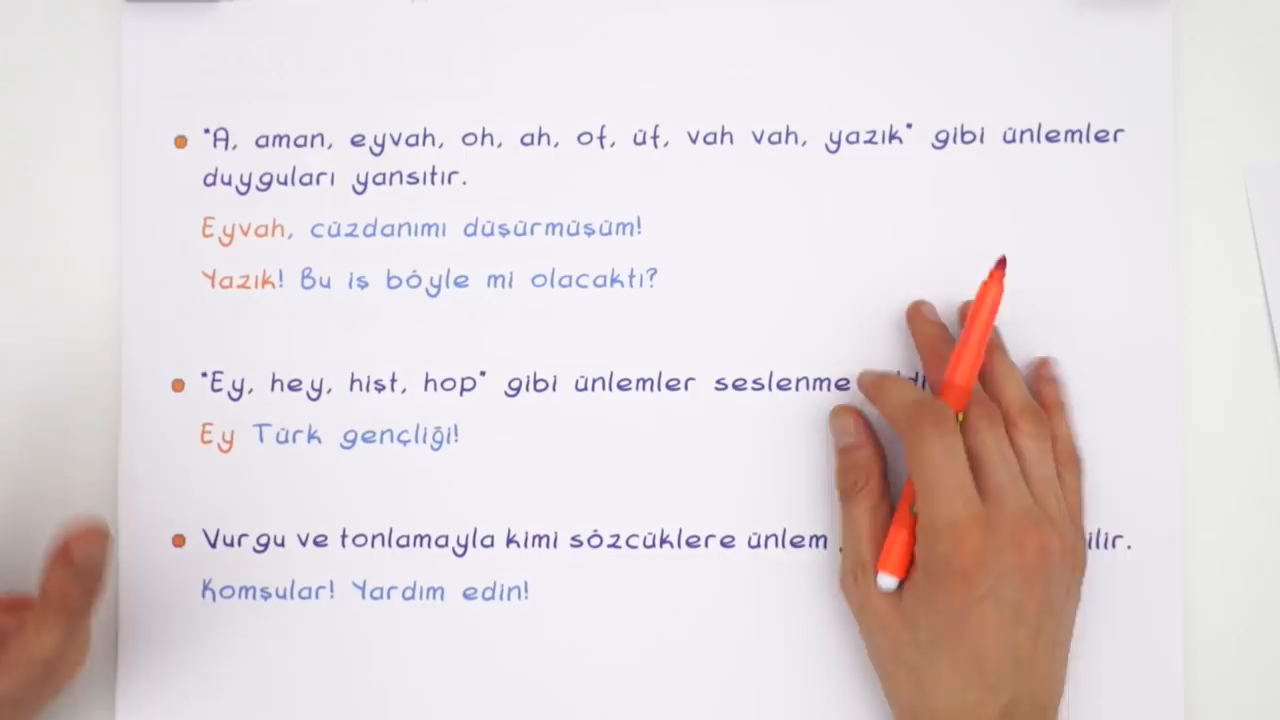 • "A, aman, eyvah, oh, ah, of, üf, vah vah, yazık" gibi ünlemler
duyguları yansıtır.
Eyvah, cüzdanımı düşürmüşüm!
Yazık! Bu iş böyle mi olacaktı?
• "Ey, hey, hişt, hop" gibi ünlemler seslenme
Ey Türk gençliği!
• Vurgu ve tonlamayla kimi sözcüklere ünlem
Komşular! Yardım edin!